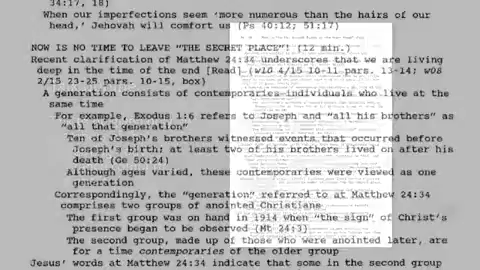 34:17, 18)
When our imperfections seem 'more numerous than the hairs of our
head,' Jehovah will comfort us (Ps 40:12; 51:17)
NOW IS NO TIME TO LEAVE "THE SECRET PLACE"! (12 min.)
Recent clarification of Matthew 24:34 underscores that we are living
deep in the time of the end [Read] (w10 4/15 10-11 pars. 13-14; w08
2/15 23-25 pars. 10-15, box)
A generation consists of contemporaries—individuals who live at the
same time
For example, Exodus 1:6 refers to Joseph and "all his brothers" as
"all that generation"
Ten of Joseph's brothers witnessed events that occurred before
Joseph's birth; at least two of his brothers lived on after his
death (Ge 50:24)
Although ages varied, these contemporaries were viewed as one
generation
Correspondingly, the "generation" referred to at Matthew 24:34
comprises two groups of anointed Christians
The first group was on hand in 1914 when "the sign" of Christ's
presence began to be observed (Mt 24:3)
The second group, made up of those who were anointed later, are
for a time contemporaries of the older group
Jesus' words at Matthew 24:34 indicate that some in the second group